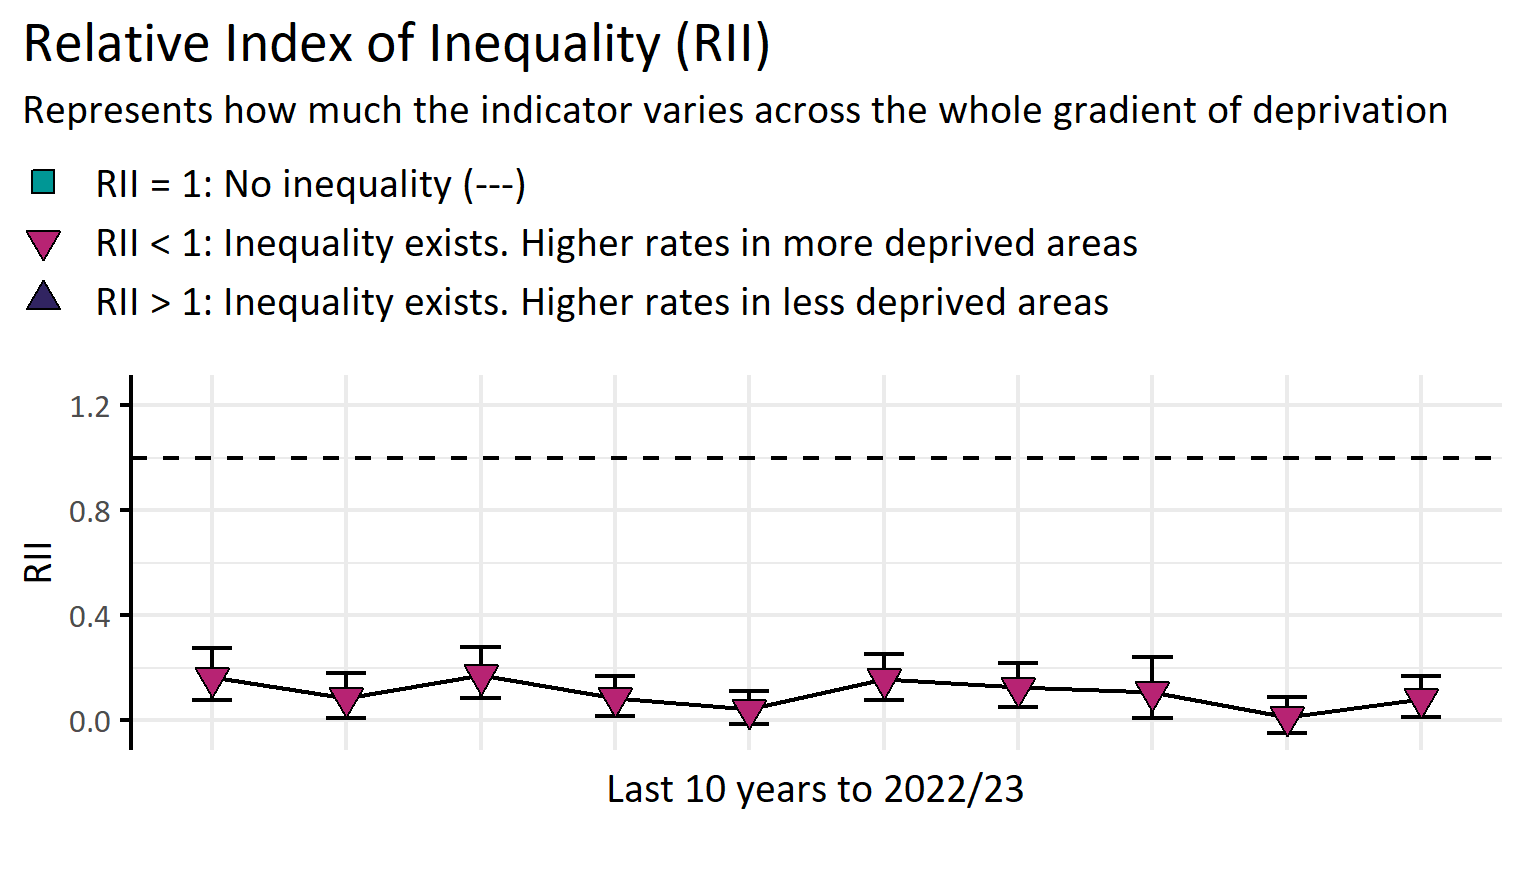 Relative Index of Inequality (RII)
Represents how much the indicator varies across the whole gradient of deprivation
RII = 1: No inequality (---)
RII < 1: Inequality exists. Higher rates in more deprived areas
RII > 1: Inequality exists. Higher rates in less deprived areas
1.2
0.8
RII
0.4
0.0
Last 10 years to 2022/23